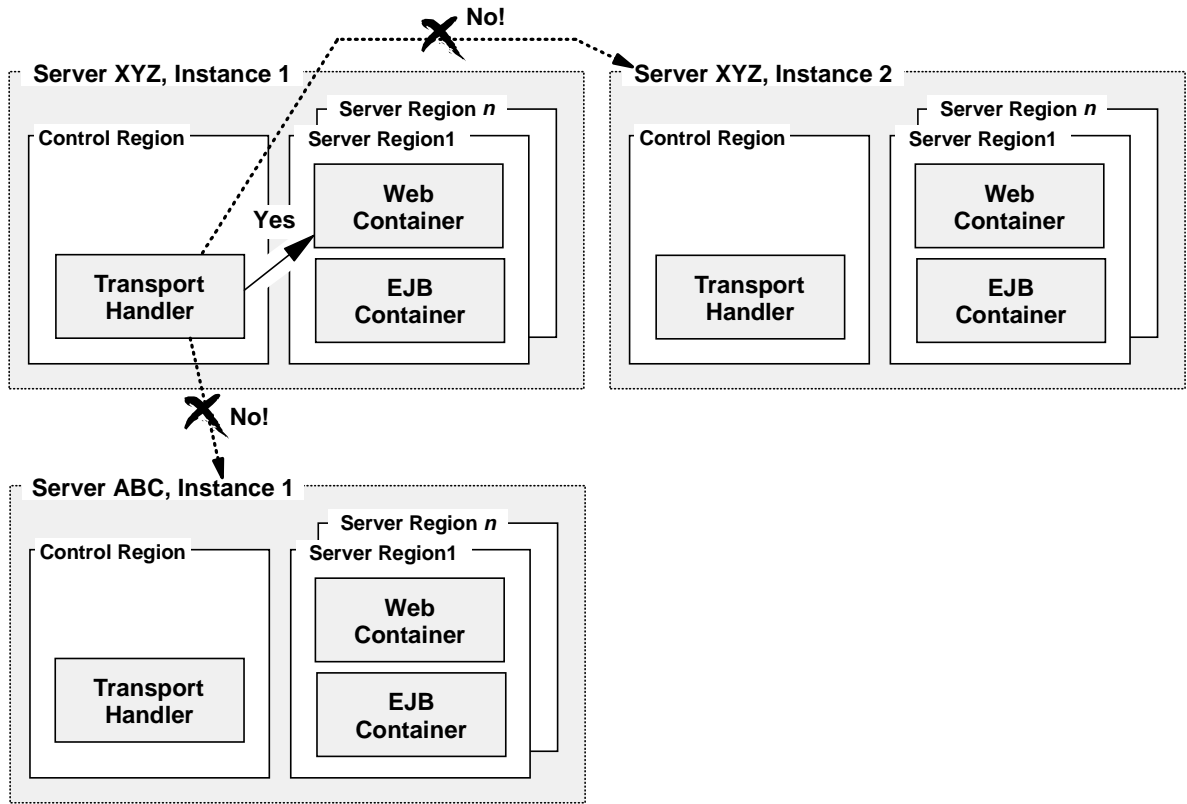 No!
Server XYZ, Instance 1
Server Region n
Control Region
Server Region1
Web
Container
Yes
Transport
Handler
EJB
Container
Server XYZ, Instance 2
Server Region n
Control Region
Server Region1
Web
Container
Transport
Handler
EJB
Container
No!
Server ABC, Instance 1
Server Region n
Control Region
Server Region1
Web
Container
Transport
Handler
EJB
Container